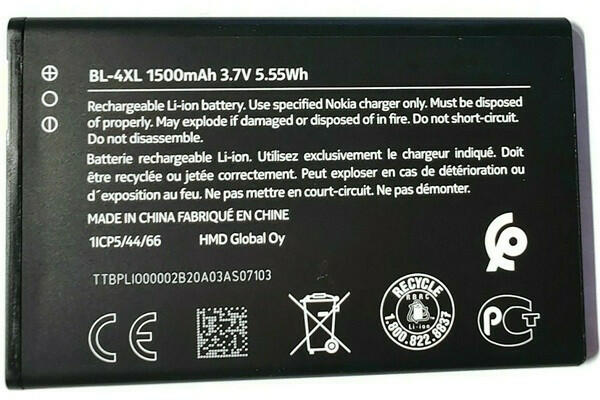 BL-4XL 1500mAh 3.7V 5.55Wh
Rechargeable Li-ion battery. Use specified Nokia charger only. Must be disposed
of properly. May explode if damaged or disposed of in fire. Do not short-circuit.
Do not disassemble.
Batterie rechargeable Li-ion. Utilisez exclusivement le chargeur indiqué. Doit
être recyclée ou jetée correctement. Peut exploser en cas de détérioration ou
d´exposition au feu. Ne pas mettre en court-circuit. Ne pas démonter.
MADE IN CHINA FABRIQUÉ EN CHINE
1ICP5/44/66 HMD Global Oy
TTBPLI000002B20A03AS07103
CE
RECYCLE
RBRC
Li-ion
1.800.822.8837
PCT